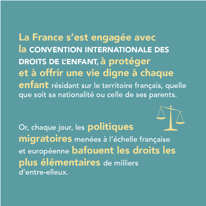 La France s’est engagée avec
la CONVENTION INTERNATIONALE DES
DROITS DE L’ENFANT, à protéger
et à offrir une vie digne à chaque
enfant résidant sur le territoire français, quelle
que soit sa nationalité ou celle de ses parents.
Or, chaque jour, les politiques
migratoires menées à l’échelle française
et européenne bafouent les droits les
plus élémentaires de milliers
d’entre-elleux.